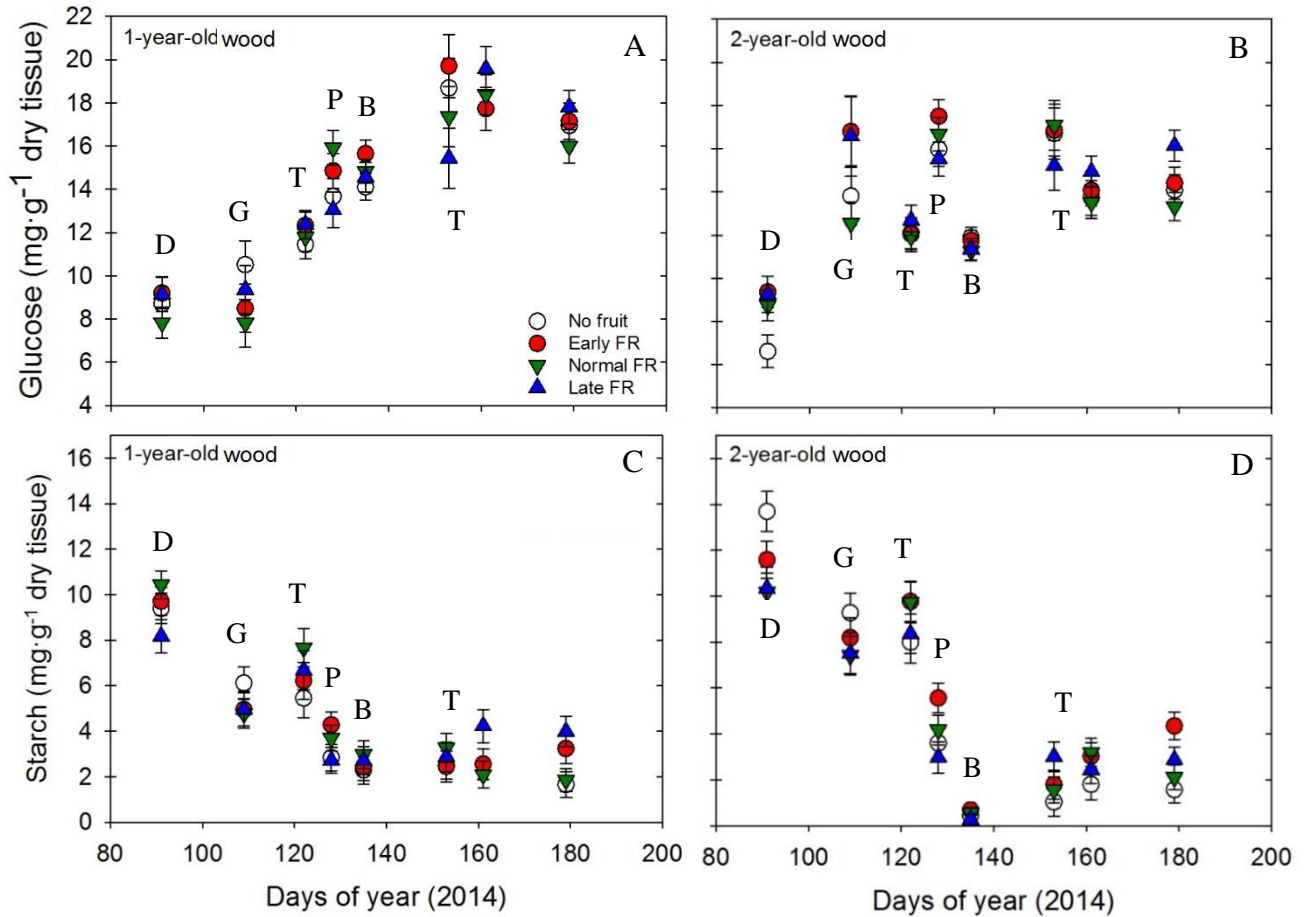 Glucose (mg·g⁻¹ dry tissue)
22
20
18
16
14
12
10
8
6
4
1-year-old wood
A
D
G
T
P
B
T
No fruit
Early FR
Normal FR
Late FR
2-year-old wood
B
D
G
T
P
B
T
Starch (mg·g⁻¹ dry tissue)
16
14
12
10
8
6
4
2
0
1-year-old wood
C
D
G
T
P
B
T
80 100 120 140 160 180 200
Days of year (2014)
2-year-old wood
D
D
G
T
P
B
T
80 100 120 140 160 180 200
Days of year (2014)